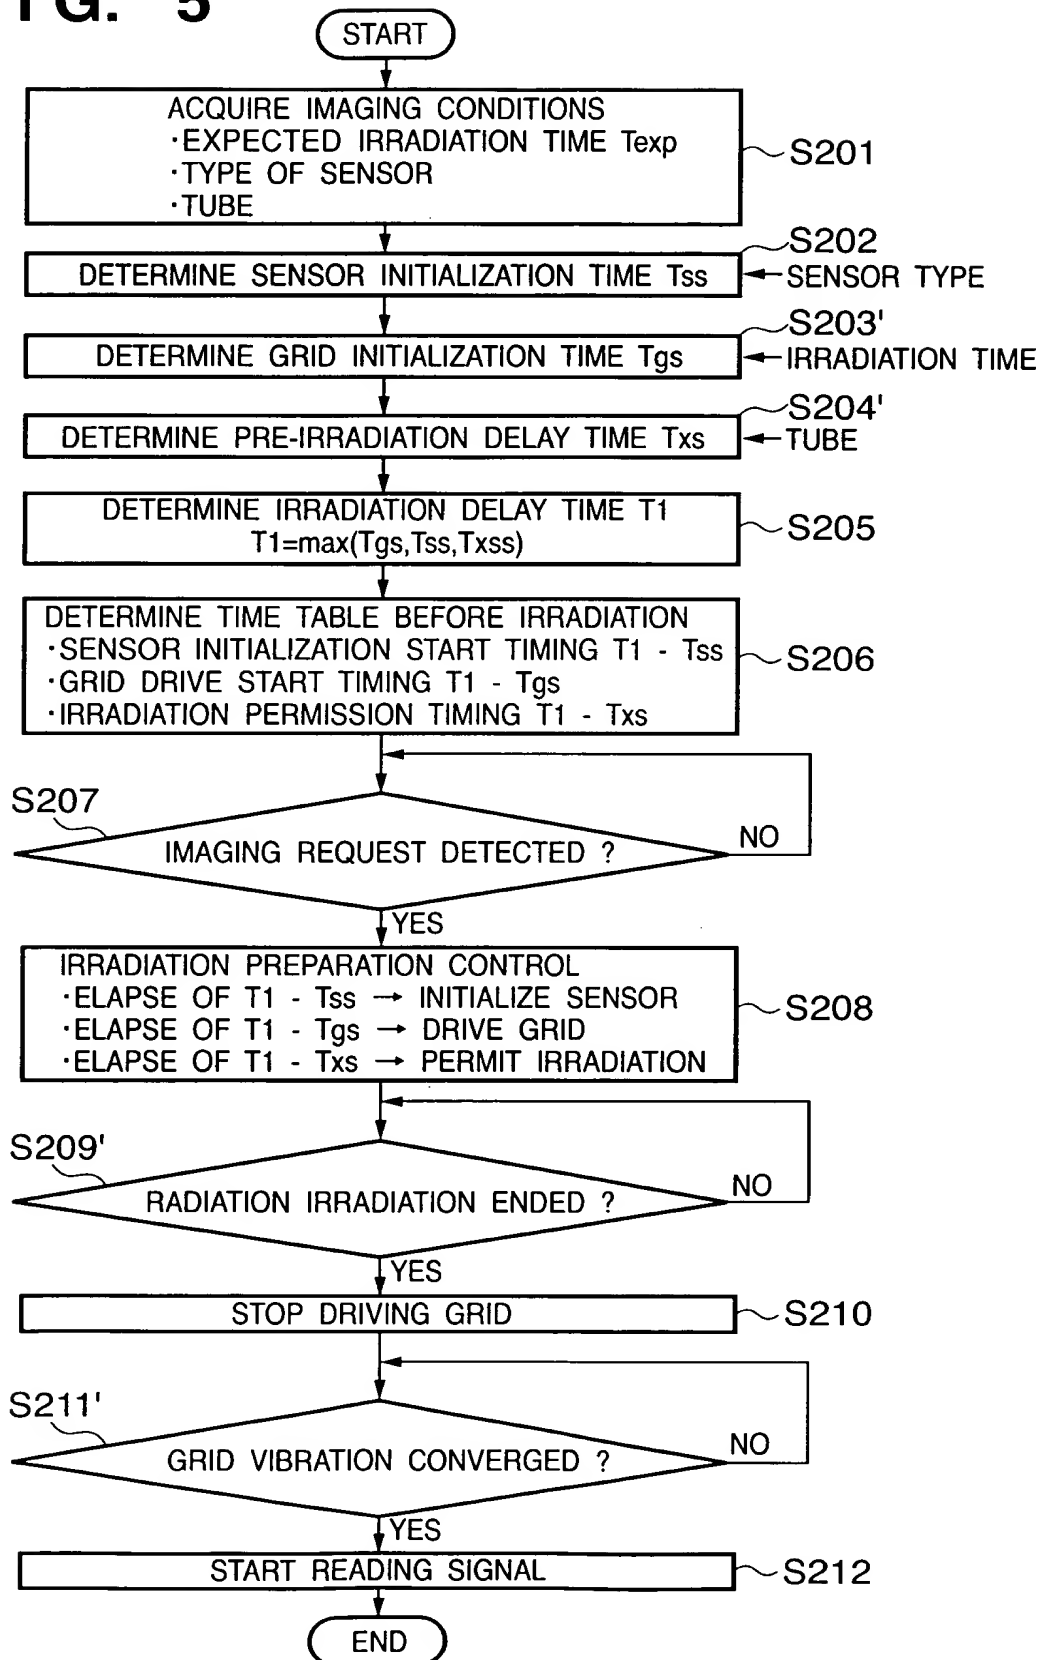 FG. 5
START
ACQUIRE IMAGING CONDITIONS
·EXPECTED IRRADIATION TIME Texp
·TYPE OF SENSOR
·TUBE
S201
S202
DETERMINE SENSOR INITIALIZATION TIME Tss
SENSOR TYPE
S203'
DETERMINE GRID INITIALIZATION TIME Tgs
IRRADIATION TIME
S204'
DETERMINE PRE-IRRADIATION DELAY TIME Txs
TUBE
DETERMINE IRRADIATION DELAY TIME T1
T1=max(Tgs,Tss,Txss)
S205
DETERMINE TIME TABLE BEFORE IRRADIATION
·SENSOR INITIALIZATION START TIMING T1 - Tss
·GRID DRIVE START TIMING T1 - Tgs
·IRRADIATION PERMISSION TIMING T1 - Txs
S206
S207
IMAGING REQUEST DETECTED ?
NO
YES
IRRADIATION PREPARATION CONTROL
·ELAPSE OF T1 - Tss → INITIALIZE SENSOR
·ELAPSE OF T1 - Tgs → DRIVE GRID
·ELAPSE OF T1 - Txs → PERMIT IRRADIATION
S208
S209'
RADIATION IRRADIATION ENDED ?
NO
YES
STOP DRIVING GRID
S210
S211'
GRID VIBRATION CONVERGED ?
NO
YES
START READING SIGNAL
S212
END